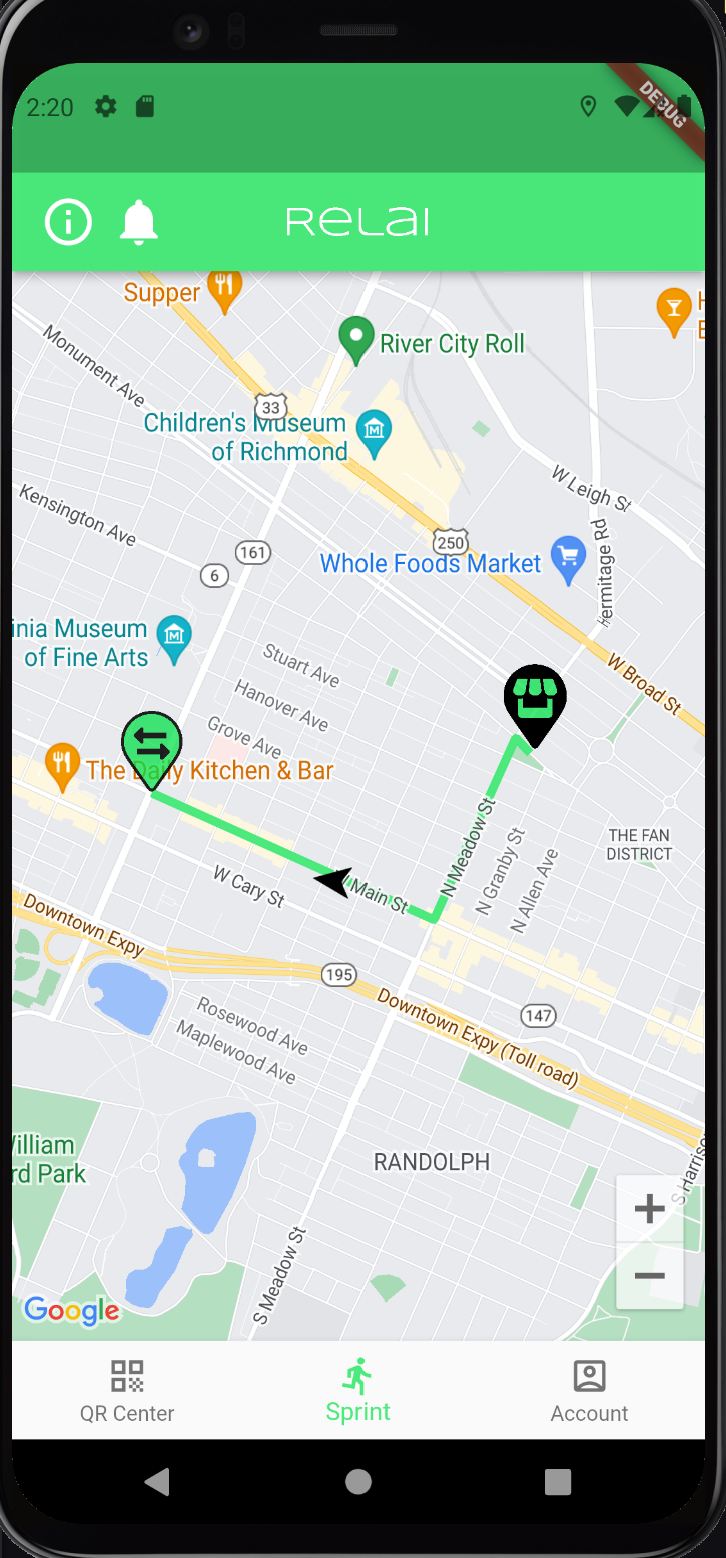 2:20
DEBUG
Relai
Supper
River City Roll
Monument Ave
33
Children's Museum
of Richmond
W Leigh St
Kensington Ave
161
250
Whole Foods Market
6
Hermitage Rd
inia Museum
of Fine Arts
Stuart Ave
Hanover Ave
Grove Ave
W Broad St
The Daily Kitchen & Bar
N Meadow St
N Granby St
N Allen Ave
THE FAN
DISTRICT
W Main St
W Cary St
Downtown Expy
195
Downtown Expy (Toll road)
147
Rosewood Ave
Maplewood Ave
illiam
rd Park
RANDOLPH
S Harriso
S Meadow St
+
−
Google
QR Center
Sprint
Account